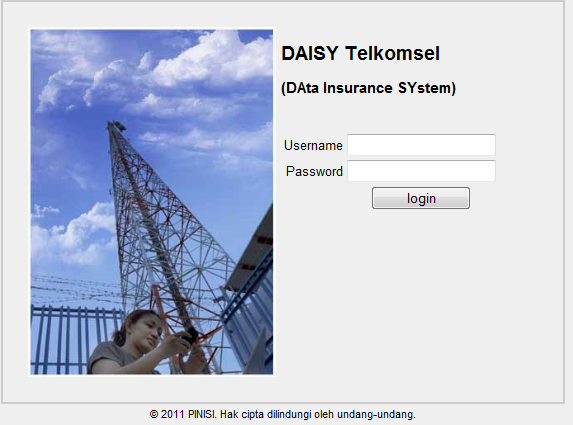 DAISY Telkomsel
(DAta Insurance SYstem)
Username
Password
login
© 2011 PINISI. Hak cipta dilindungi oleh undang-undang.